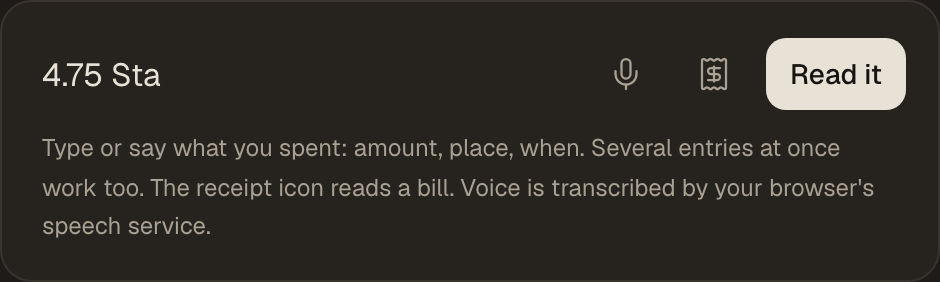 4.75 Sta
Read it
Type or say what you spent: amount, place, when. Several entries at once
work too. The receipt icon reads a bill. Voice is transcribed by your browser's
speech service.